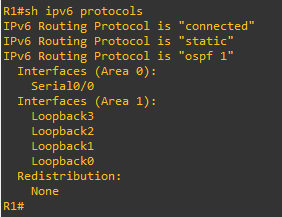 R1#sh ipv6 protocols
IPv6 Routing Protocol is "connected"
IPv6 Routing Protocol is "static"
IPv6 Routing Protocol is "ospf 1"
  Interfaces (Area 0):
    Serial0/0
  Interfaces (Area 1):
    Loopback3
    Loopback2
    Loopback1
    Loopback0
  Redistribution:
    None
R1#